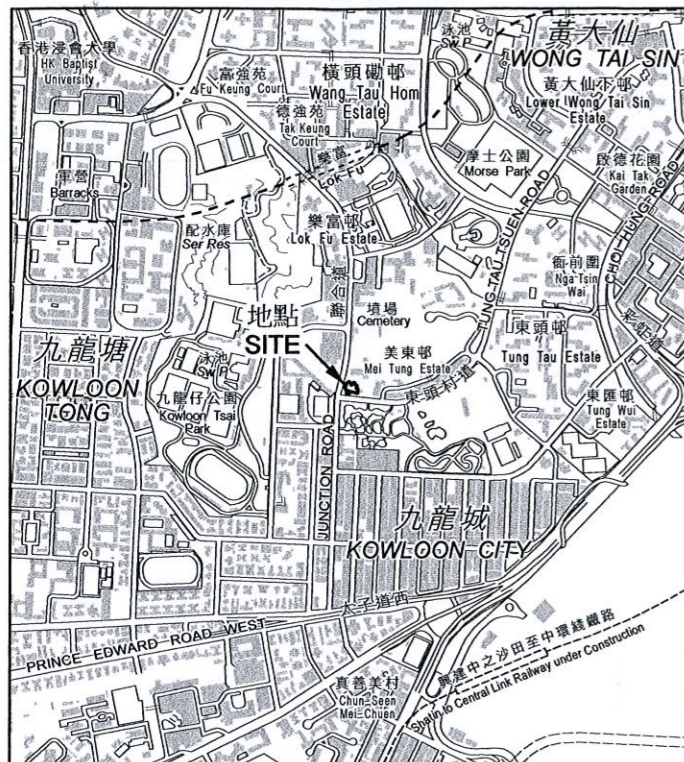 香港浸會大學
HK Baptist
University
富強苑
Fu Keung Court
橫頭磡邨
Wang Tau Hom
Estate
德強苑
Tak Keung
Court
泳池
SW P
黃大仙
WONG TAI SIN
黃大仙下邨
Lower Wong Tai Sin
Estate
軍營
Barracks
樂富
Lok Fu
摩士公園
Morse Park
啟德花園
Kai Tak
Garden
配水庫
Ser Res
樂富邨
Lok Fu Estate
TUNG TAU TSUEN ROAD
CHOI HUNG ROAD
彩虹道
衙前圍
Nga Tsin
Wai
聯合道
墳場
Cemetery
地點
SITE
美東邨
Mei Tung Estate
東頭邨
Tung Tau Estate
九龍塘
KOWLOON
TONG
泳池
SW P
九龍仔公園
Kowloon Tsai
Park
東頭村道
東匯邨
Tung Wui
Estate
JUNCTION ROAD
九龍城
KOWLOON CITY
太子道西
PRINCE EDWARD ROAD WEST
興建中之沙田至中環綫鐵路
Shatin to Central Link Railway under Construction
真善美村
Chun Seen
Mei Chuen